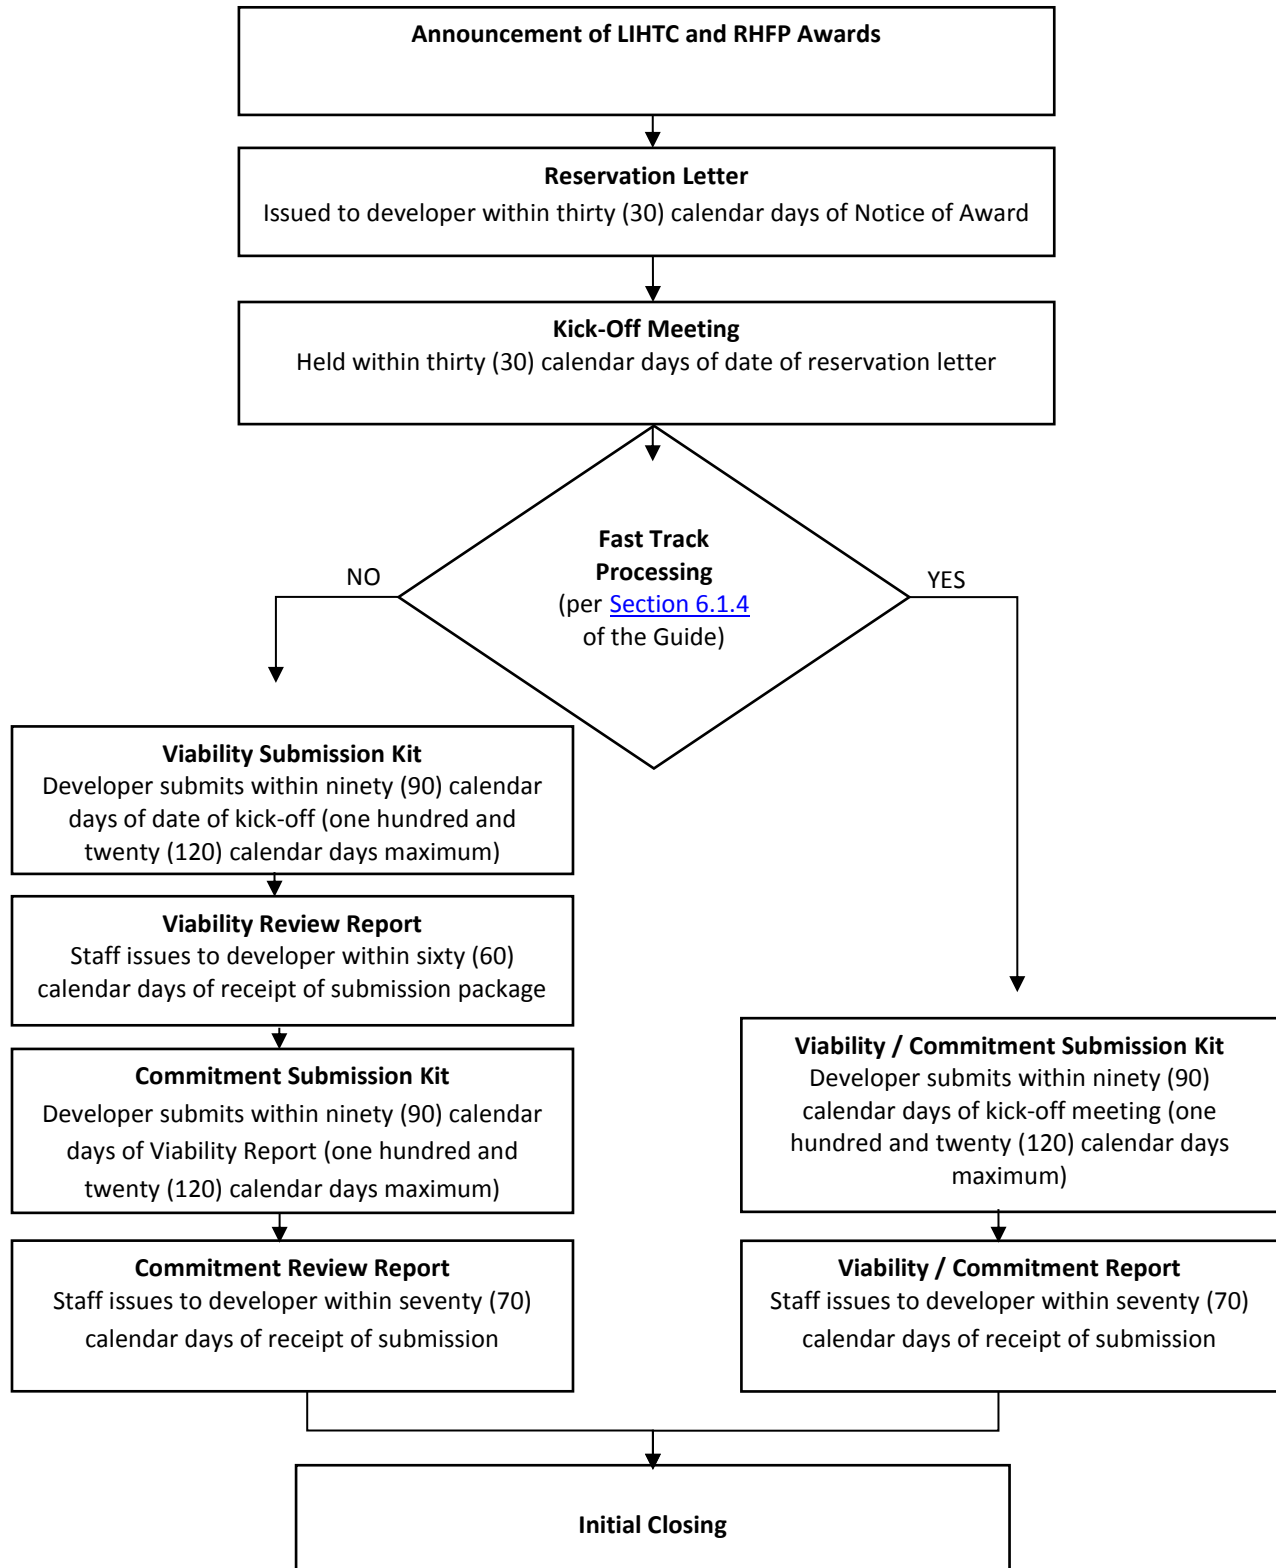 Announcement of LIHTC and RHFP Awards
Reservation Letter
Issued to developer within thirty (30) calendar days of Notice of Award
Kick-Off Meeting
Held within thirty (30) calendar days of date of reservation letter
Fast Track
Processing
(per Section 6.1.4
of the Guide)
NO
YES
Viability Submission Kit
Developer submits within ninety (90) calendar
days of date of kick-off (one hundred and
twenty (120) calendar days maximum)
Viability Review Report
Staff issues to developer within sixty (60)
calendar days of receipt of submission package
Commitment Submission Kit
Developer submits within ninety (90) calendar
days of Viability Report (one hundred and
twenty (120) calendar days maximum)
Commitment Review Report
Staff issues to developer within seventy (70)
calendar days of receipt of submission
Viability / Commitment Submission Kit
Developer submits within ninety (90)
calendar days of kick-off meeting (one
hundred and twenty (120) calendar days
maximum)
Viability / Commitment Report
Staff issues to developer within seventy (70)
calendar days of receipt of submission
Initial Closing